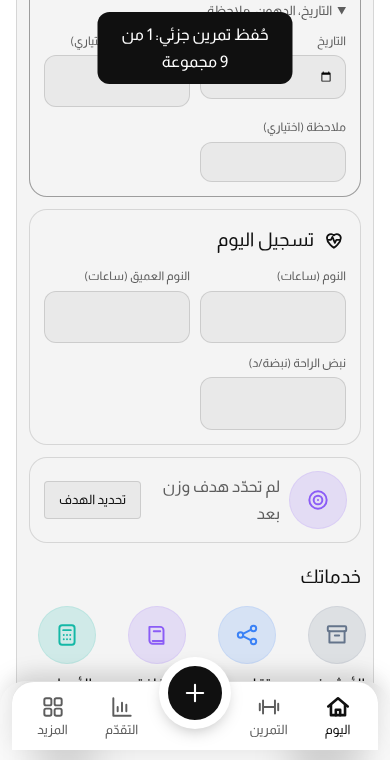 ▼ التاريخ، الدهون، ملاحظة
حُفظ تمرين جزئي: 1 من
9 مجموعة
التاريخ
ملاحظة (اختياري)
تسجيل اليوم
النوم (ساعات)
النوم العميق (ساعات)
نبض الراحة (نبضة/د)
لم تحدّد هدف وزن
بعد
تحديد الهدف
خدماتك
اليوم
التمرين
التقدّم
المزيد